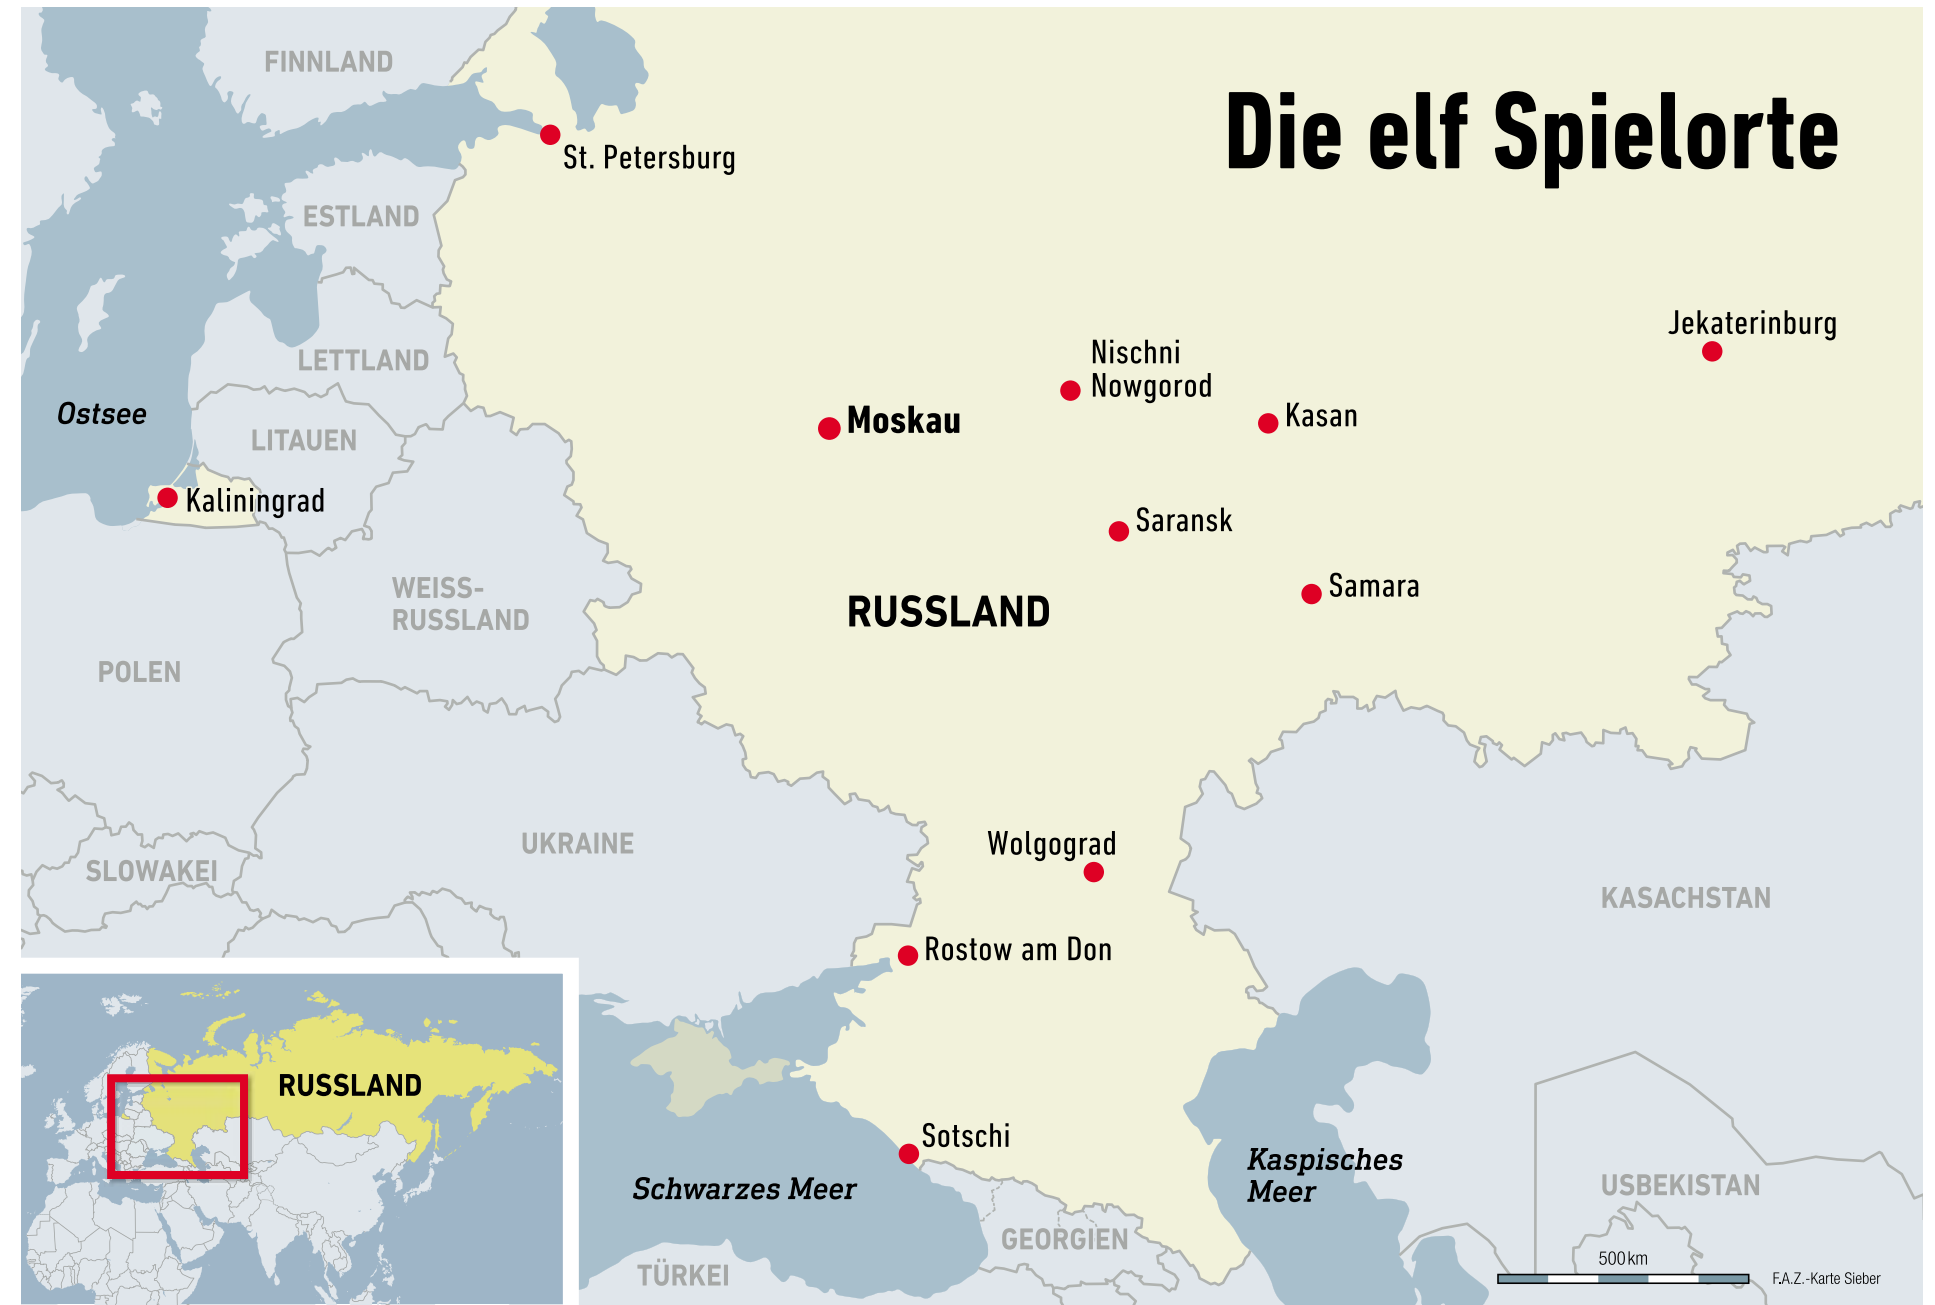 FINNLAND
Die elf Spielorte
St. Petersburg
ESTLAND
Jekaterinburg
Nischni
Nowgorod
LETTLAND
Ostsee
Moskau
Kasan
LITAUEN
Kaliningrad
Saransk
WEISS-
RUSSLAND
RUSSLAND
Samara
POLEN
UKRAINE
Wolgograd
SLOWAKEI
KASACHSTAN
Rostow am Don
RUSSLAND
Sotschi
Schwarzes Meer
Kaspisches
Meer
USBEKISTAN
GEORGIEN
TÜRKEI
500 km
F.A.Z.-Karte Sieber